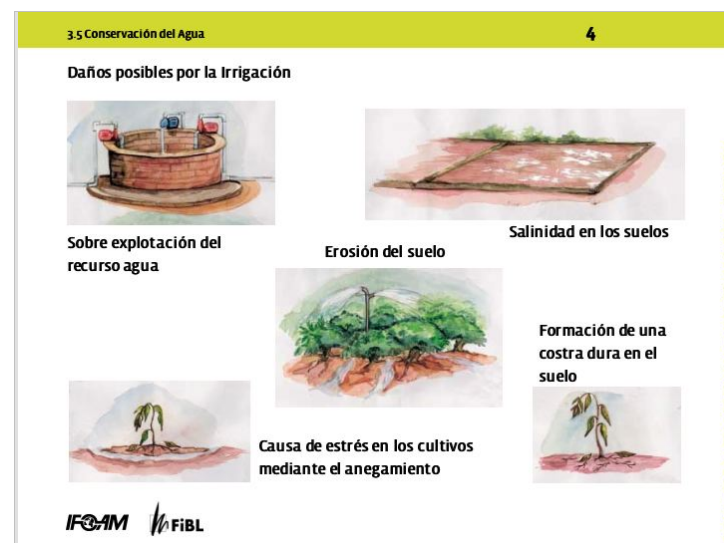 3.5 Conservación del Agua
4
Daños posibles por la Irrigación
Sobre explotación del
recurso agua
Salinidad en los suelos
Erosión del suelo
Formación de una
costra dura en el
suelo
Causa de estrés en los cultivos
mediante el anegamiento
IFOAM
FiBL